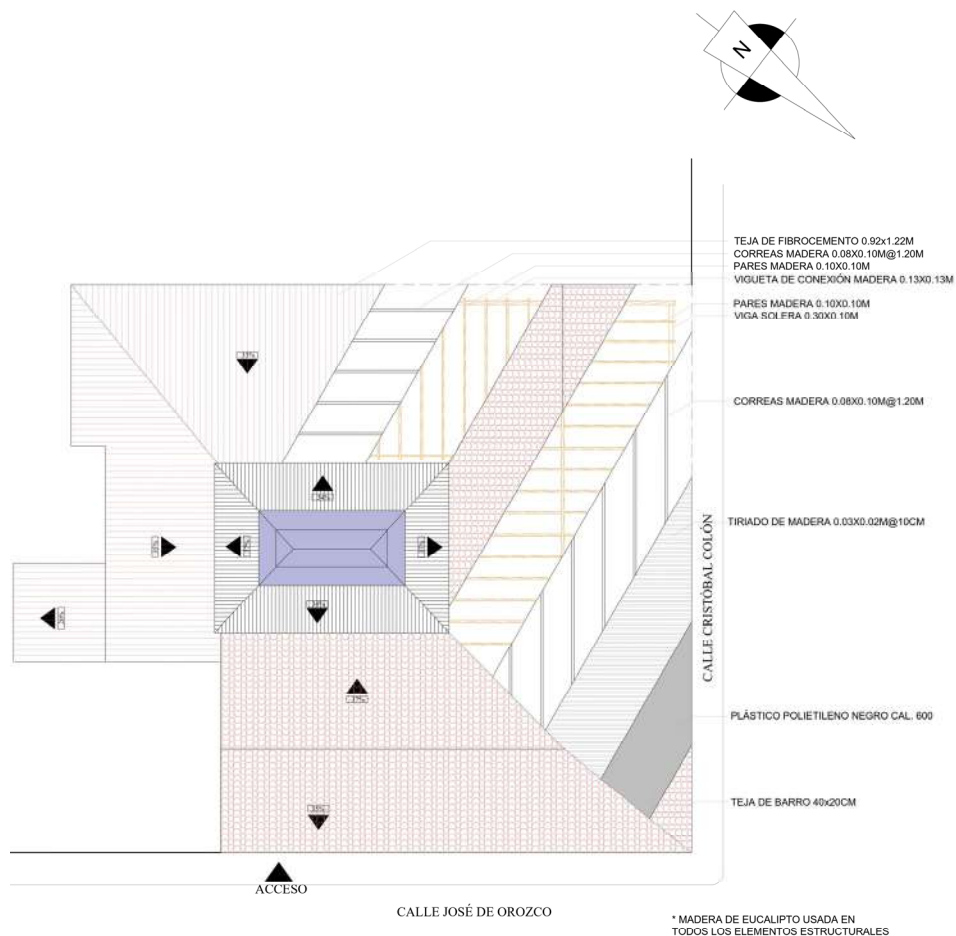 N
TEJA DE FIBROCEMENTO 0.92x1.22M
CORREAS MADERA 0.08X0.10M@1.20M
PARES MADERA 0.10X0.10M
VIGUETA DE CONEXIÓN MADERA 0.13X0.13M
PARES MADERA 0.10X0.10M
VIGA SOLERA 0.30X0.10M
CORREAS MADERA 0.08X0.10M@1.20M
TIRIADO DE MADERA 0.03X0.02M@10CM
CALLE CRISTÓBAL COLÓN
PLÁSTICO POLIETILENO NEGRO CAL. 600
TEJA DE BARRO 40x20CM
ACCESO
CALLE JOSÉ DE OROZCO
* MADERA DE EUCALIPTO USADA EN
TODOS LOS ELEMENTOS ESTRUCTURALES